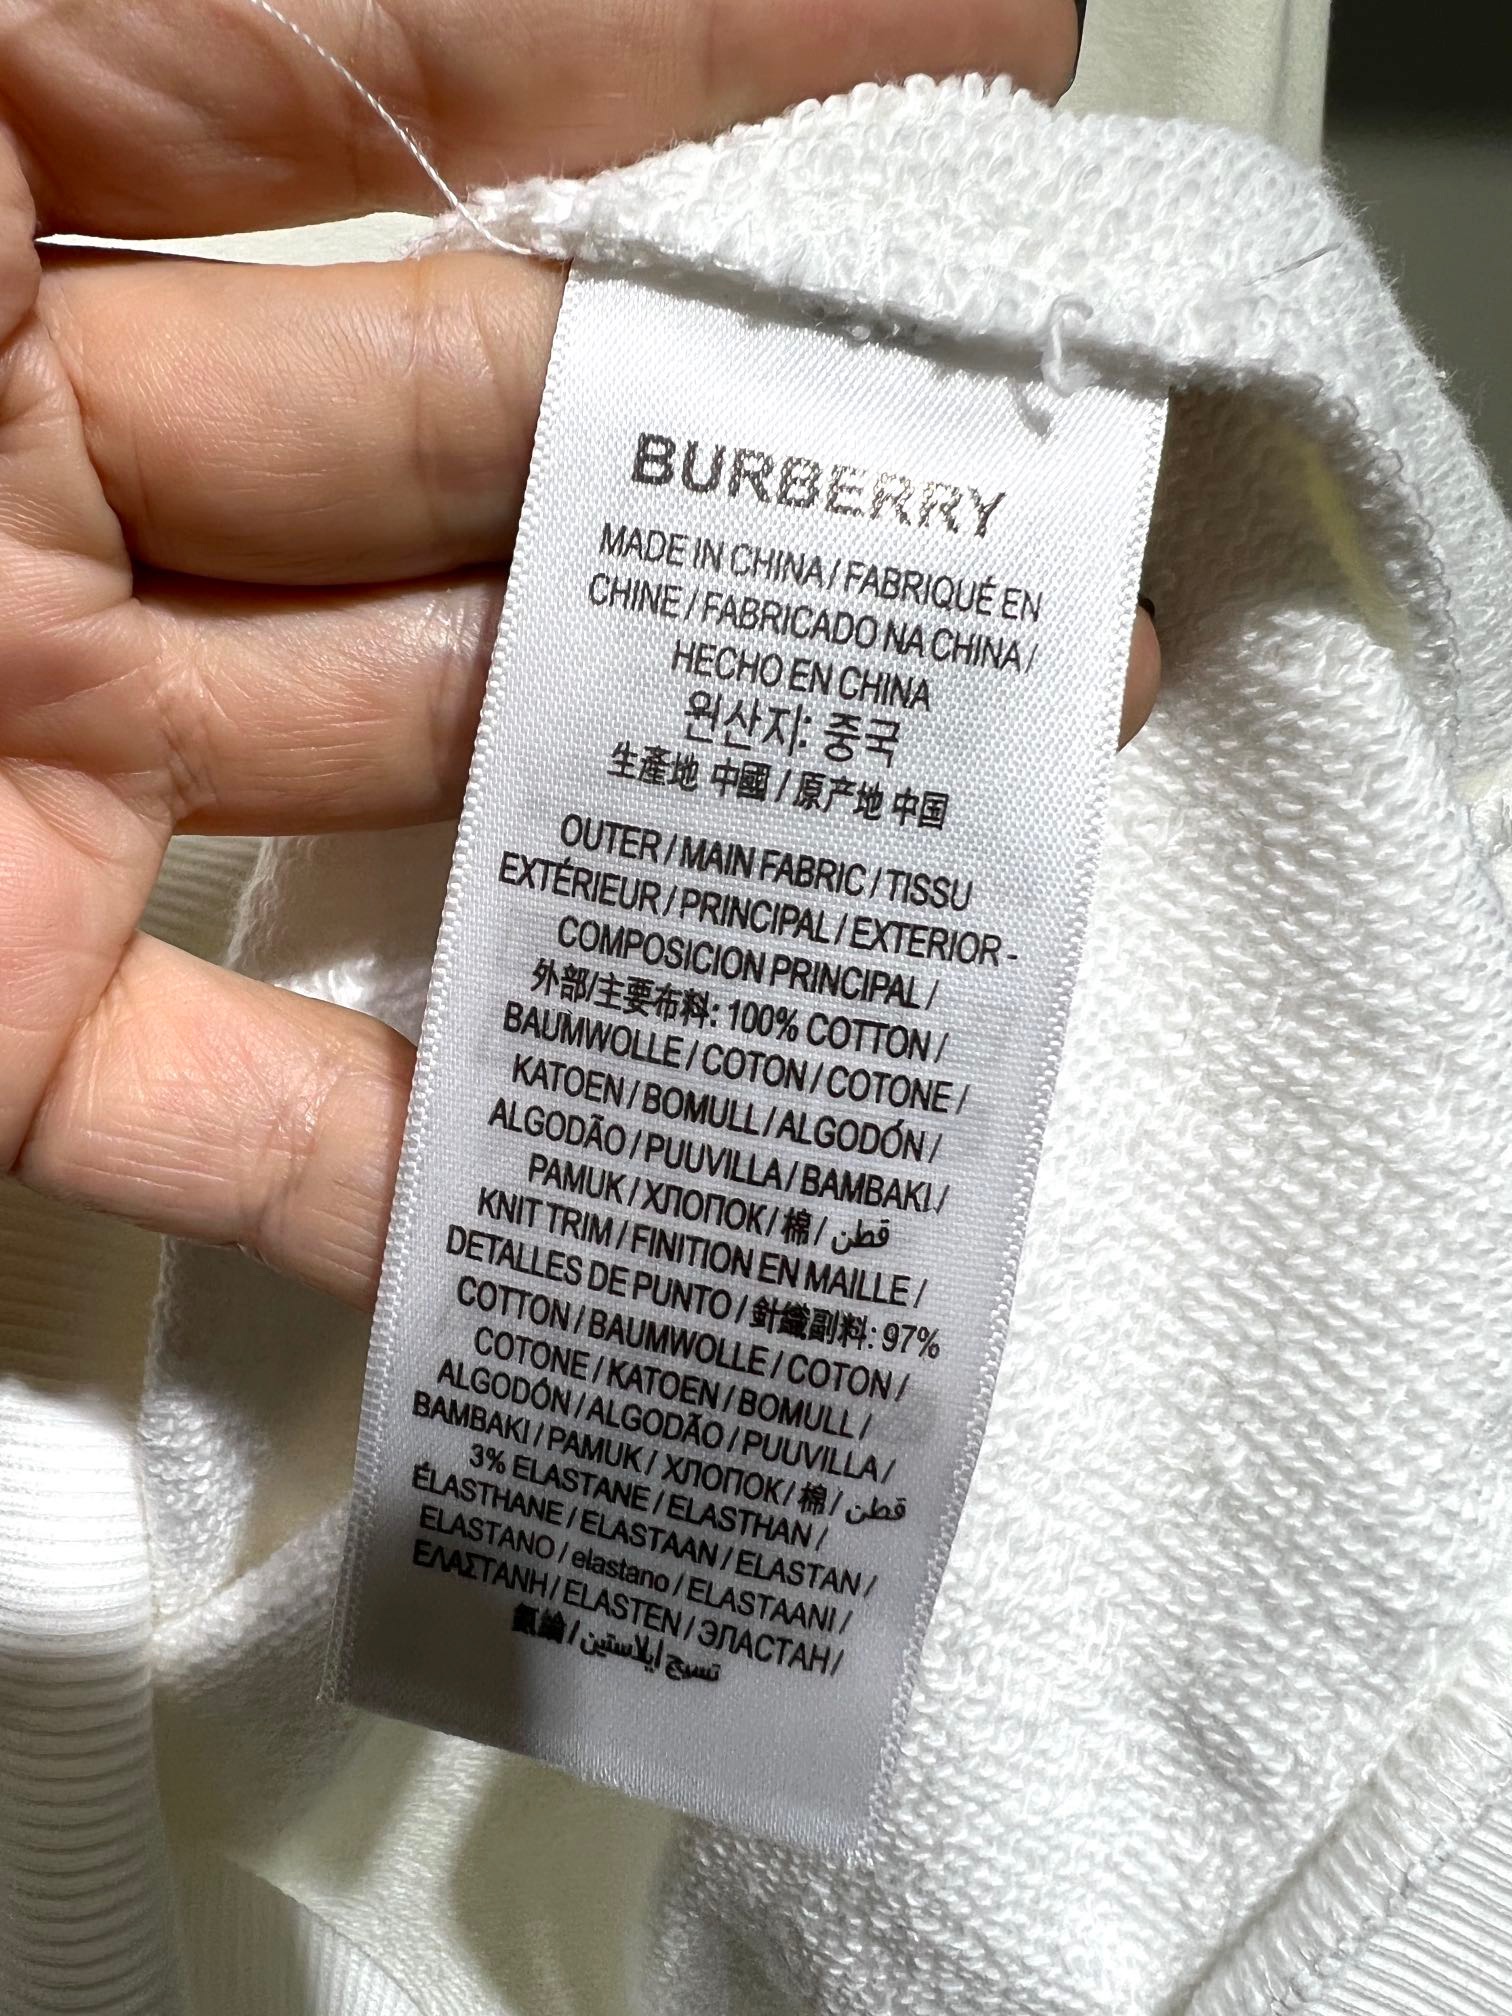 BURBERRY
MADE IN CHINA / FABRIQUÉ EN
CHINE / FABRICADO NA CHINA /
HECHO EN CHINA
원산지: 중국
生產地 中國 / 原产地 中国
OUTER / MAIN FABRIC / TISSU
EXTÉRIEUR / PRINCIPAL / EXTERIOR -
COMPOSICION PRINCIPAL /
外部/主要布料: 100% COTTON /
BAUMWOLLE / COTON / COTONE /
KATOEN / BOMULL / ALGODÓN /
ALGODÃO / PUUVILLA / BAMBAKI /
PAMUK / ХЛОПОК / 棉 / قطن
KNIT TRIM / FINITION EN MAILLE /
DETALLES DE PUNTO / 針織副料: 97%
COTTON / BAUMWOLLE / COTON /
COTONE / KATOEN / BOMULL /
ALGODÓN / ALGODÃO / PUUVILLA /
BAMBAKI / PAMUK / ХЛОПОК / 棉 / قطن
3% ELASTANE / ELASTHAN /
ÉLASTHANE / ELASTAAN / ELASTAN /
ELASTANO / elastano / ELASTAANI /
ΕΛΑΣΤΑΝΗ / ELASTEN / ЭЛАСТАН /
氨綸 / نسيج إيلاستين